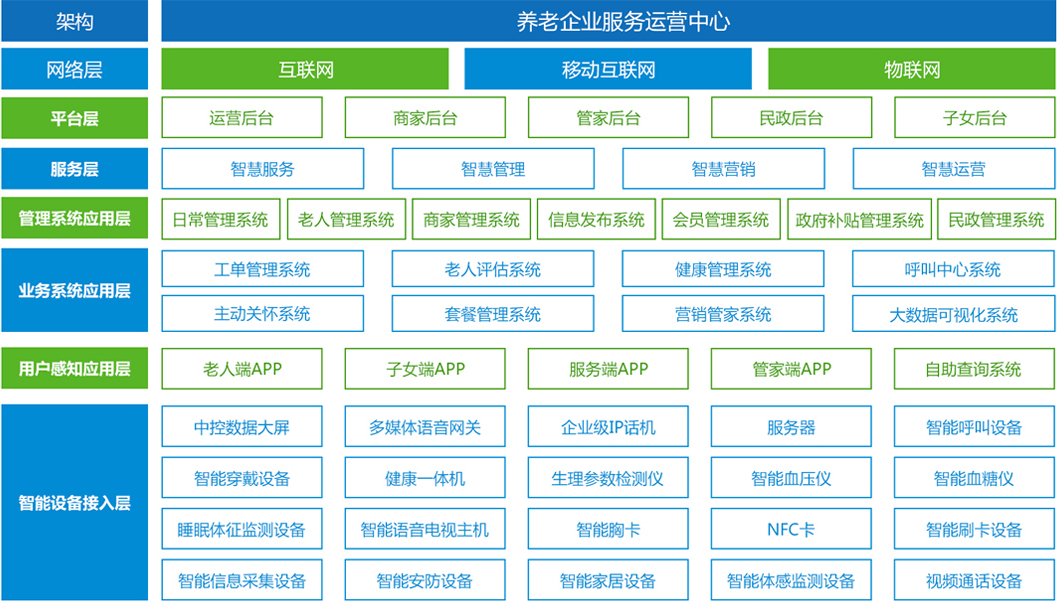 架构
养老企业服务运营中心
网络层
互联网
移动互联网
物联网
平台层
运营后台
商家后台
管家后台
民政后台
子女后台
服务层
智慧服务
智慧管理
智慧营销
智慧运营
管理系统应用层
日常管理系统
老人管理系统
商家管理系统
信息发布系统
会员管理系统
政府补贴管理系统
民政管理系统
业务系统应用层
工单管理系统
老人评估系统
健康管理系统
呼叫中心系统
主动关怀系统
套餐管理系统
营销管家系统
大数据可视化系统
用户感知应用层
老人端APP
子女端APP
服务端APP
管家端APP
自助查询系统
智能设备接入层
中控数据大屏
多媒体语音网关
企业级IP话机
服务器
智能呼叫设备
智能穿戴设备
健康一体机
生理参数检测仪
智能血压仪
智能血糖仪
睡眠体征监测设备
智能语音电视主机
智能胸卡
NFC卡
智能刷卡设备
智能信息采集设备
智能安防设备
智能家居设备
智能体感监测设备
视频通话设备